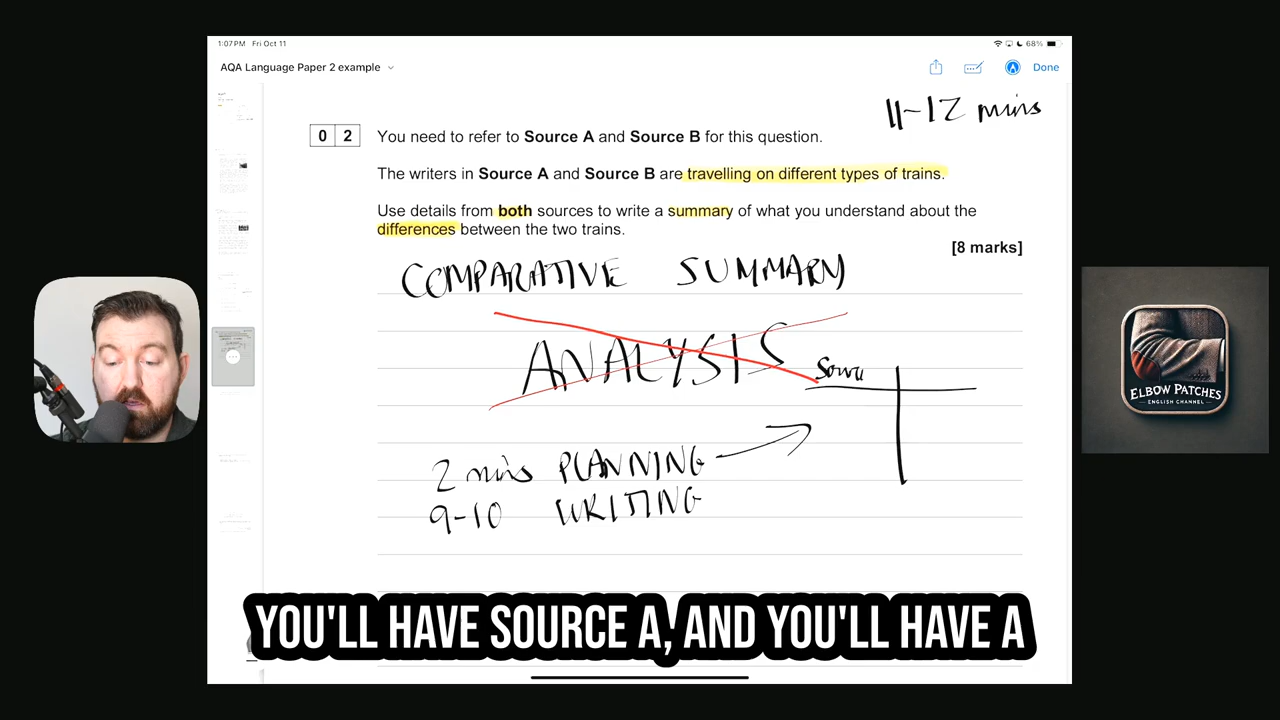 1:07 PM Fri Oct 11
68%
AQA Language Paper 2 example
Done
11-12 mins
0 2 You need to refer to Source A and Source B for this question.
The writers in Source A and Source B are travelling on different types of trains.
Use details from both sources to write a summary of what you understand about the
differences between the two trains.
[8 marks]
COMPARATIVE SUMMARY
ANALYSIS
2 mins PLANNING
9-10 WRITING
ELBOW PATCHES
ENGLISH CHANNEL
YOU'LL HAVE SOURCE A, AND YOU'LL HAVE A